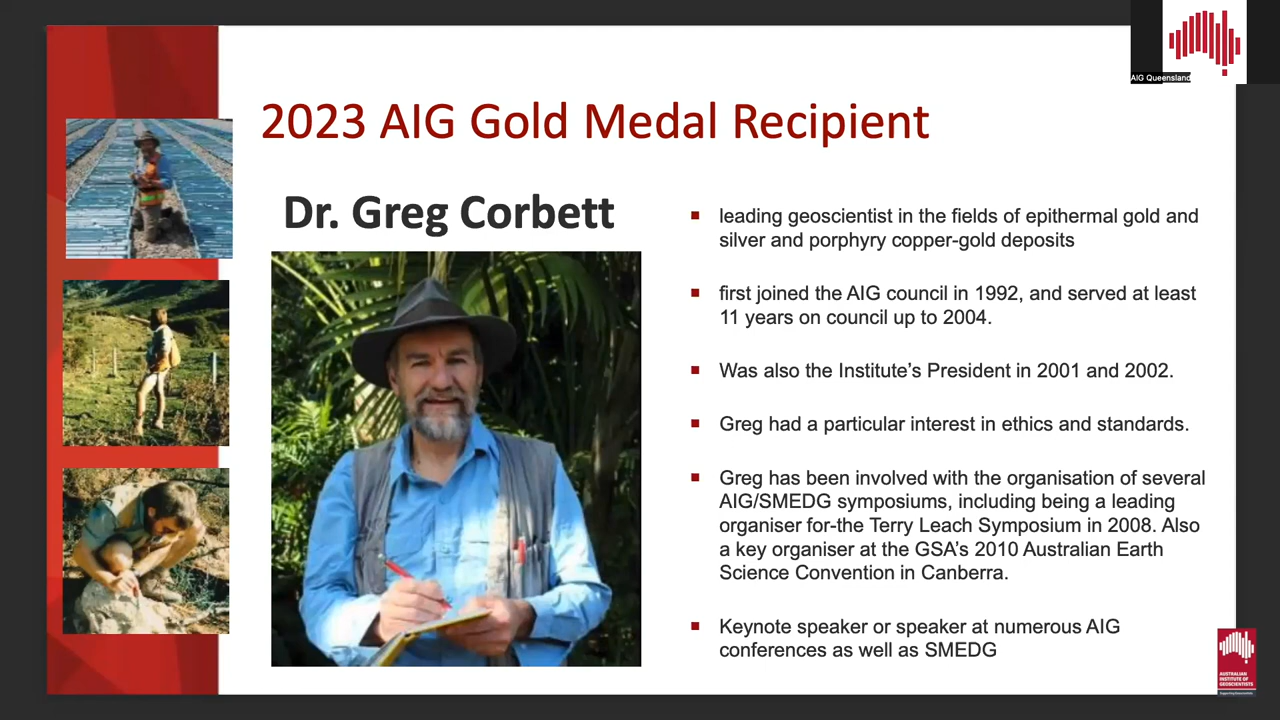 AIG Queensland
2023 AIG Gold Medal Recipient
Dr. Greg Corbett
leading geoscientist in the fields of epithermal gold and
silver and porphyry copper-gold deposits
first joined the AIG council in 1992, and served at least
11 years on council up to 2004.
Was also the Institute’s President in 2001 and 2002.
Greg had a particular interest in ethics and standards.
Greg has been involved with the organisation of several
AIG/SMEDG symposiums, including being a leading
organiser for-the Terry Leach Symposium in 2008. Also
a key organiser at the GSA’s 2010 Australian Earth
Science Convention in Canberra.
Keynote speaker or speaker at numerous AIG
conferences as well as SMEDG
AUSTRALIAN
INSTITUTE OF
GEOSCIENTISTS